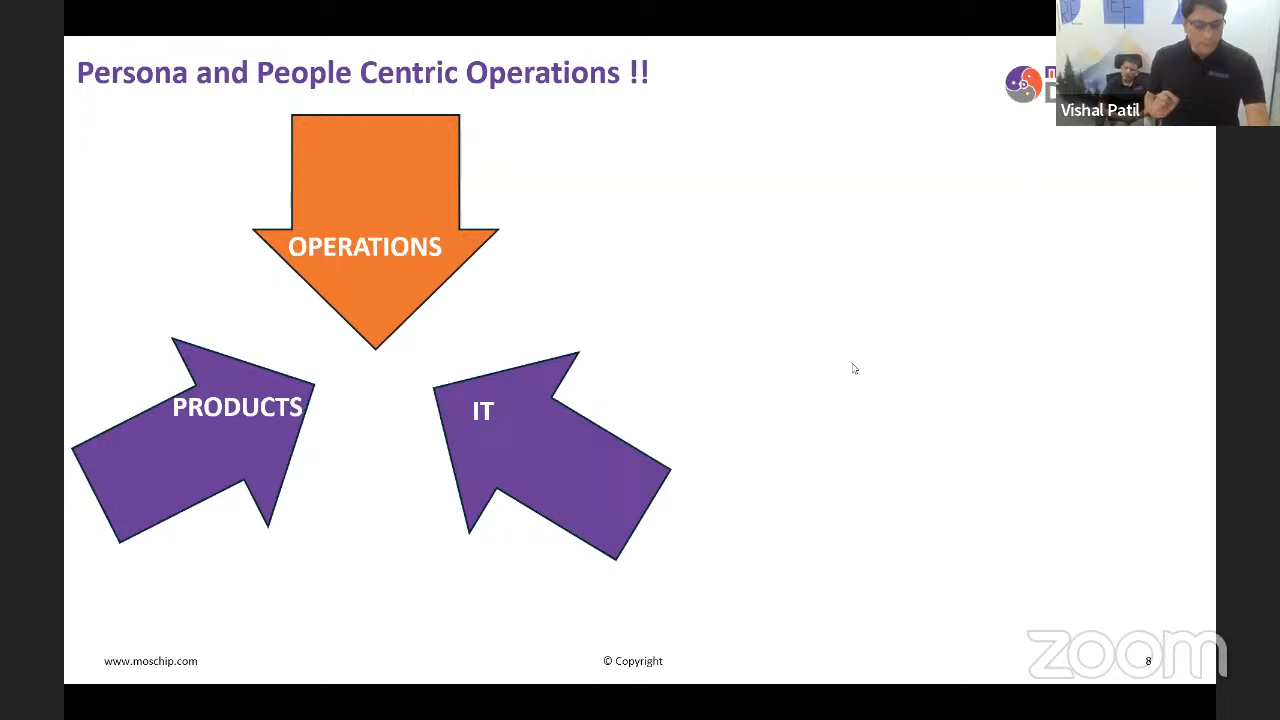 Persona and People Centric Operations !!
Vishal Patil
OPERATIONS
PRODUCTS
IT
www.moschip.com
© Copyright
8
zoom